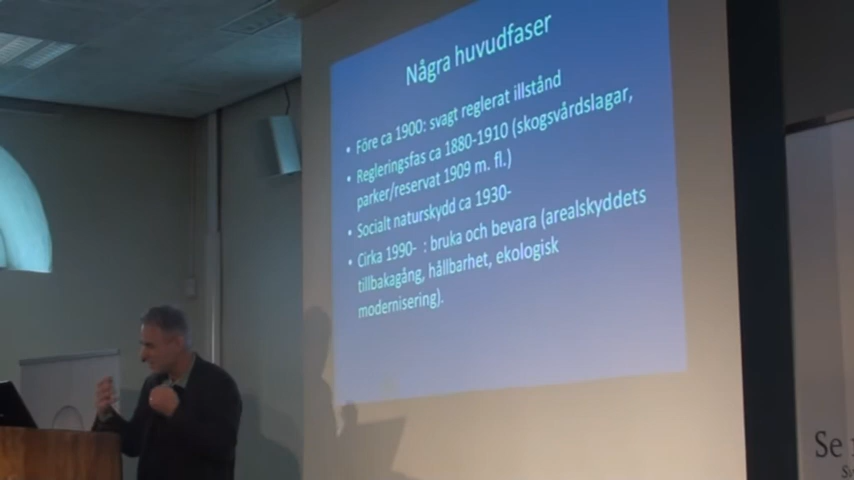 Några huvudfaser
• Före ca 1900: svagt reglerat illstånd
• Regleringsfas ca 1880-1910 (skogsvårdslagar,
parker/reservat 1909 m. fl.)
• Socialt naturskydd ca 1930-
• Cirka 1990- : bruka och bevara (arealskyddets
tillbakagång, hållbarhet, ekologisk
modernisering).
Se
Sv